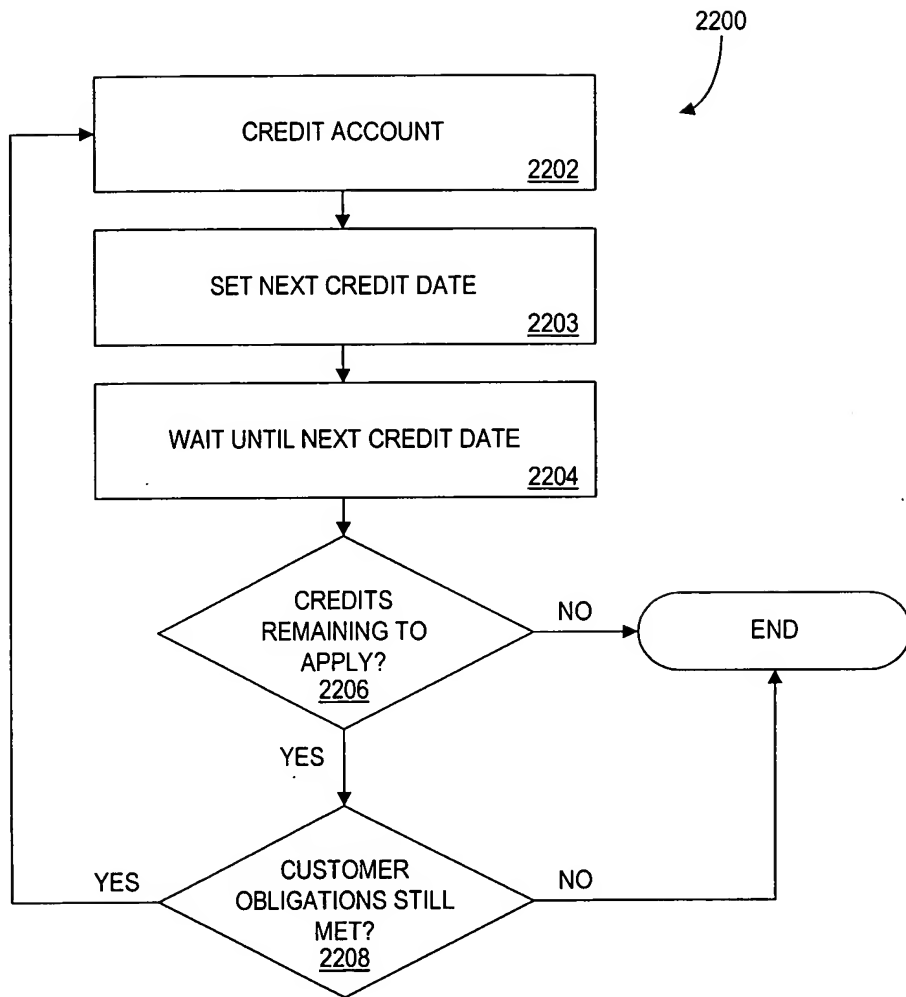 2200
CREDIT ACCOUNT
2202
SET NEXT CREDIT DATE
2203
WAIT UNTIL NEXT CREDIT DATE
2204
CREDITS
REMAINING TO
APPLY?
2206
NO
END
YES
CUSTOMER
OBLIGATIONS STILL
MET?
2208
YES
NO